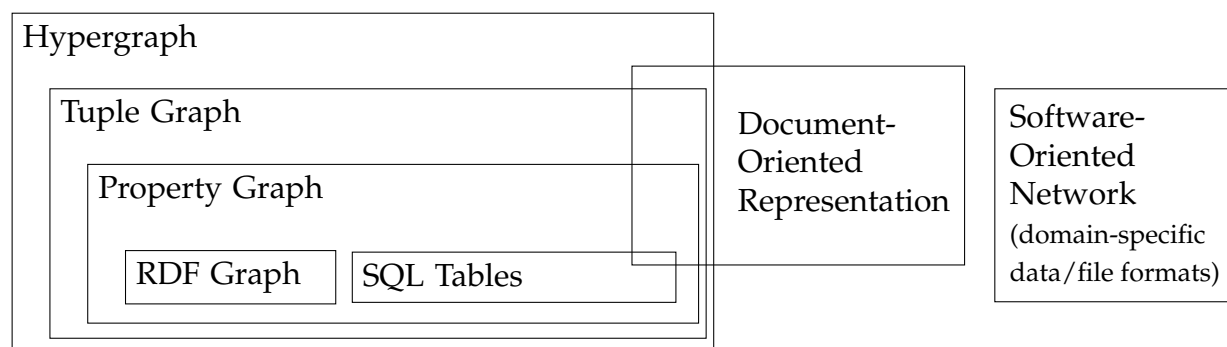 Hypergraph
Tuple Graph
Property Graph
RDF Graph
SQL Tables
Document-
Oriented
Representation
Software-
Oriented
Network
(domain-specific
data/file formats)